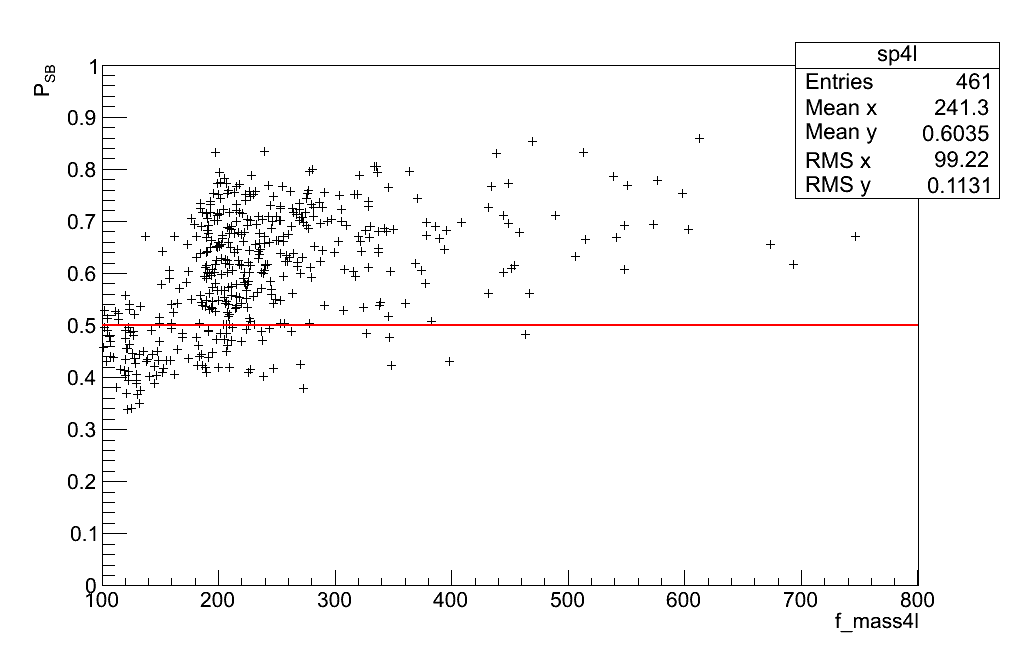 sp4l
Entries 461
Mean x 241.3
Mean y 0.6035
RMS x 99.22
RMS y 0.1131
P_SB
1
0.9
0.8
0.7
0.6
0.5
0.4
0.3
0.2
0.1
0
100 200 300 400 500 600 700 800
f_mass4l